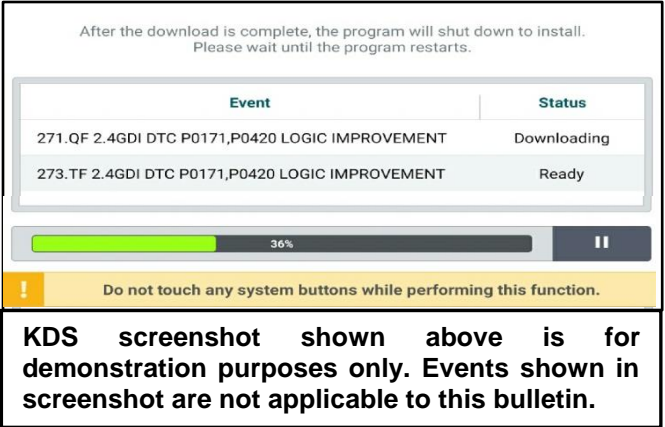 After the download is complete, the program will shut down to install.
Please wait until the program restarts.
Event Status
271.QF 2.4GDI DTC P0171,P0420 LOGIC IMPROVEMENT Downloading
273.TF 2.4GDI DTC P0171,P0420 LOGIC IMPROVEMENT Ready
36%
! Do not touch any system buttons while performing this function.
KDS screenshot shown above is for
demonstration purposes only. Events shown in
screenshot are not applicable to this bulletin.